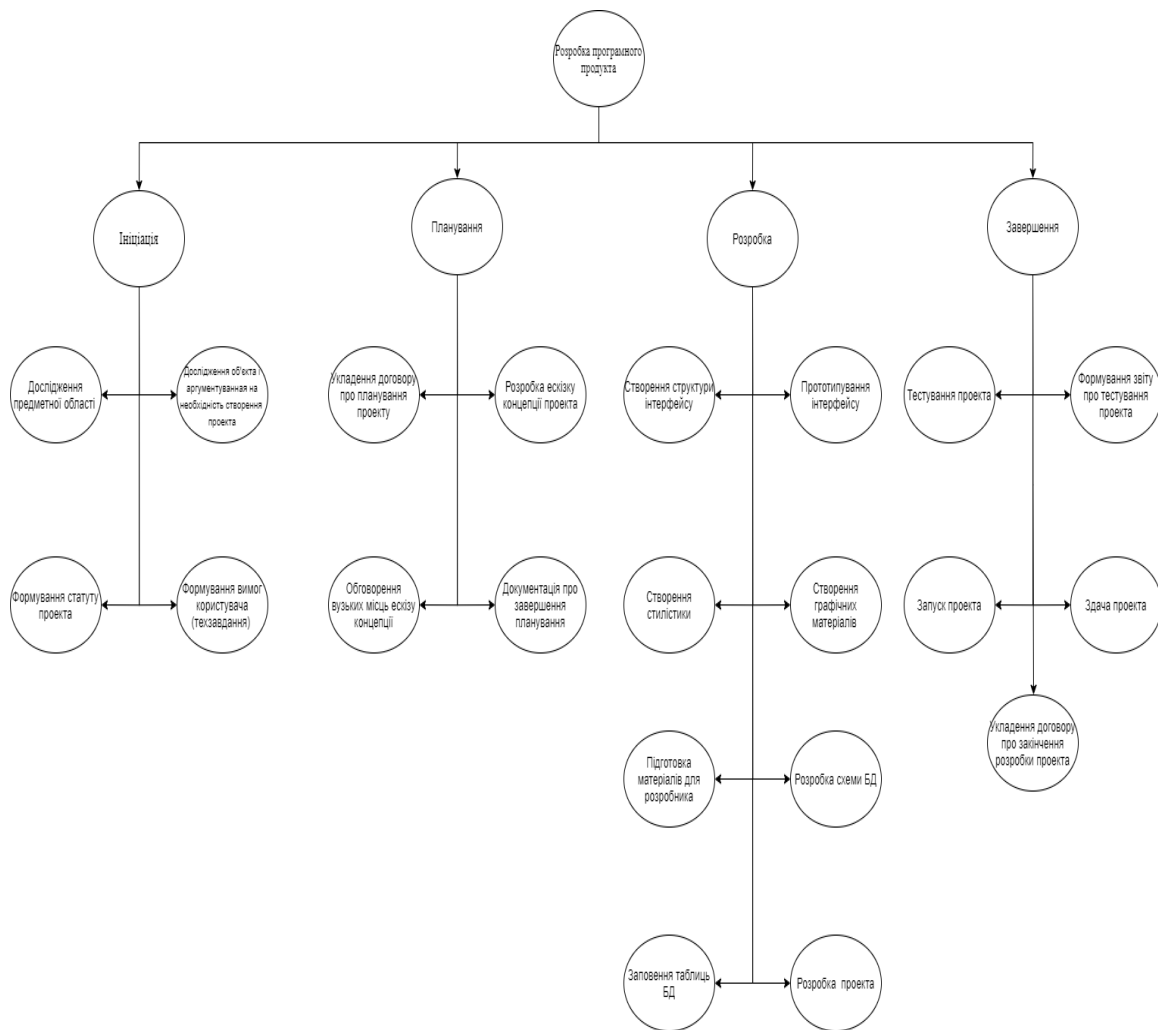 Розробка програмного
продукта
Ініціація
Планування
Розробка
Завершення
Дослідження
предметної області
Дослідження об'єкта і
аргументуванная на
необхідність створення
проекта
Укладення договору
про планування
проекту
Розробка ескізку
концепції проекта
Створення структури
інтерфейсу
Прототипування
інтерфейсу
Тестування проекта
Формування звіту
про тестування
проекта
Формування статуту
проекта
Формування вимог
користувача
(техзавдання)
Обговорення
вузьких місць ескізу
концепції
Документація про
завершення
планування
Створення
стилістики
Створення
графічних
матеріалів
Запуск проекта
Здача проекта
Укладення договору
про закінчення
розробки проекта
Підготовка
матеріалів для
розробника
Розробка схеми БД
Заповення таблиць
БД
Розробка проекта